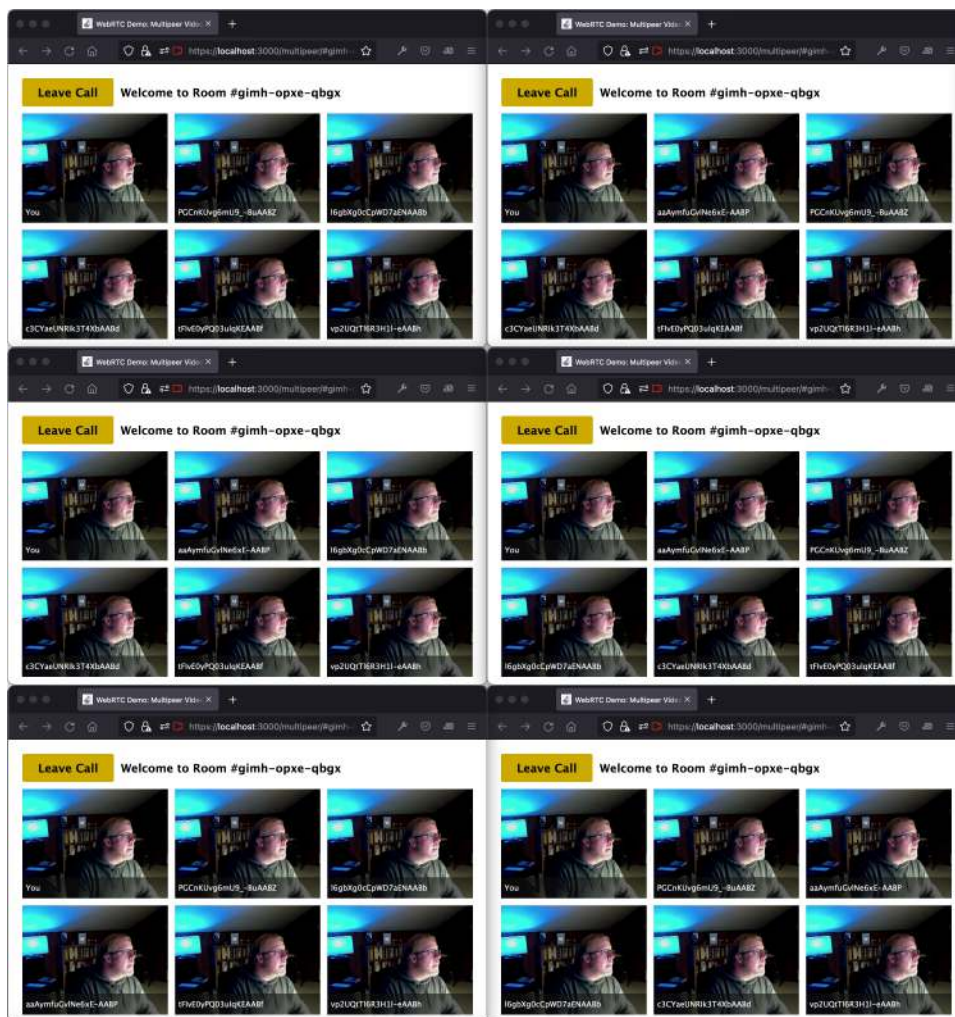 WebRTC Demo: Multipeer Vide
https://localhost:3000/multipeer/#gimh-
Leave Call
Welcome to Room #gimh-opxe-qbgx
You
PGCnKUvg6mU9_-BuAABZ
I6gbXg0cCpWD7aENAABb
c3CYaeUNRIk3T4XbAABd
tFIvE0yPQ03uIqKEAABf
vp2UQtTI6R3H1I-eAABh
WebRTC Demo: Multipeer Vide
https://localhost:3000/multipeer/#gimh-
Leave Call
Welcome to Room #gimh-opxe-qbgx
You
aaAymfuGvlNe6xE-AABP
PGCnKUvg6mU9_-BuAABZ
c3CYaeUNRIk3T4XbAABd
tFIvE0yPQ03uIqKEAABf
vp2UQtTI6R3H1I-eAABh
WebRTC Demo: Multipeer Vide
https://localhost:3000/multipeer/#gimh-
Leave Call
Welcome to Room #gimh-opxe-qbgx
You
aaAymfuGvlNe6xE-AABP
I6gbXg0cCpWD7aENAABb
c3CYaeUNRIk3T4XbAABd
tFIvE0yPQ03uIqKEAABf
vp2UQtTI6R3H1I-eAABh
WebRTC Demo: Multipeer Vide
https://localhost:3000/multipeer/#gimh-
Leave Call
Welcome to Room #gimh-opxe-qbgx
You
aaAymfuGvlNe6xE-AABP
PGCnKUvg6mU9_-BuAABZ
I6gbXg0cCpWD7aENAABb
c3CYaeUNRIk3T4XbAABd
tFIvE0yPQ03uIqKEAABf
WebRTC Demo: Multipeer Vide
https://localhost:3000/multipeer/#gimh-
Leave Call
Welcome to Room #gimh-opxe-qbgx
You
PGCnKUvg6mU9_-BuAABZ
I6gbXg0cCpWD7aENAABb
aaAymfuGvlNe6xE-AABP
tFIvE0yPQ03uIqKEAABf
vp2UQtTI6R3H1I-eAABh
WebRTC Demo: Multipeer Vide
https://localhost:3000/multipeer/#gimh-
Leave Call
Welcome to Room #gimh-opxe-qbgx
You
PGCnKUvg6mU9_-BuAABZ
aaAymfuGvlNe6xE-AABP
I6gbXg0cCpWD7aENAABb
c3CYaeUNRIk3T4XbAABd
vp2UQtTI6R3H1I-eAABh